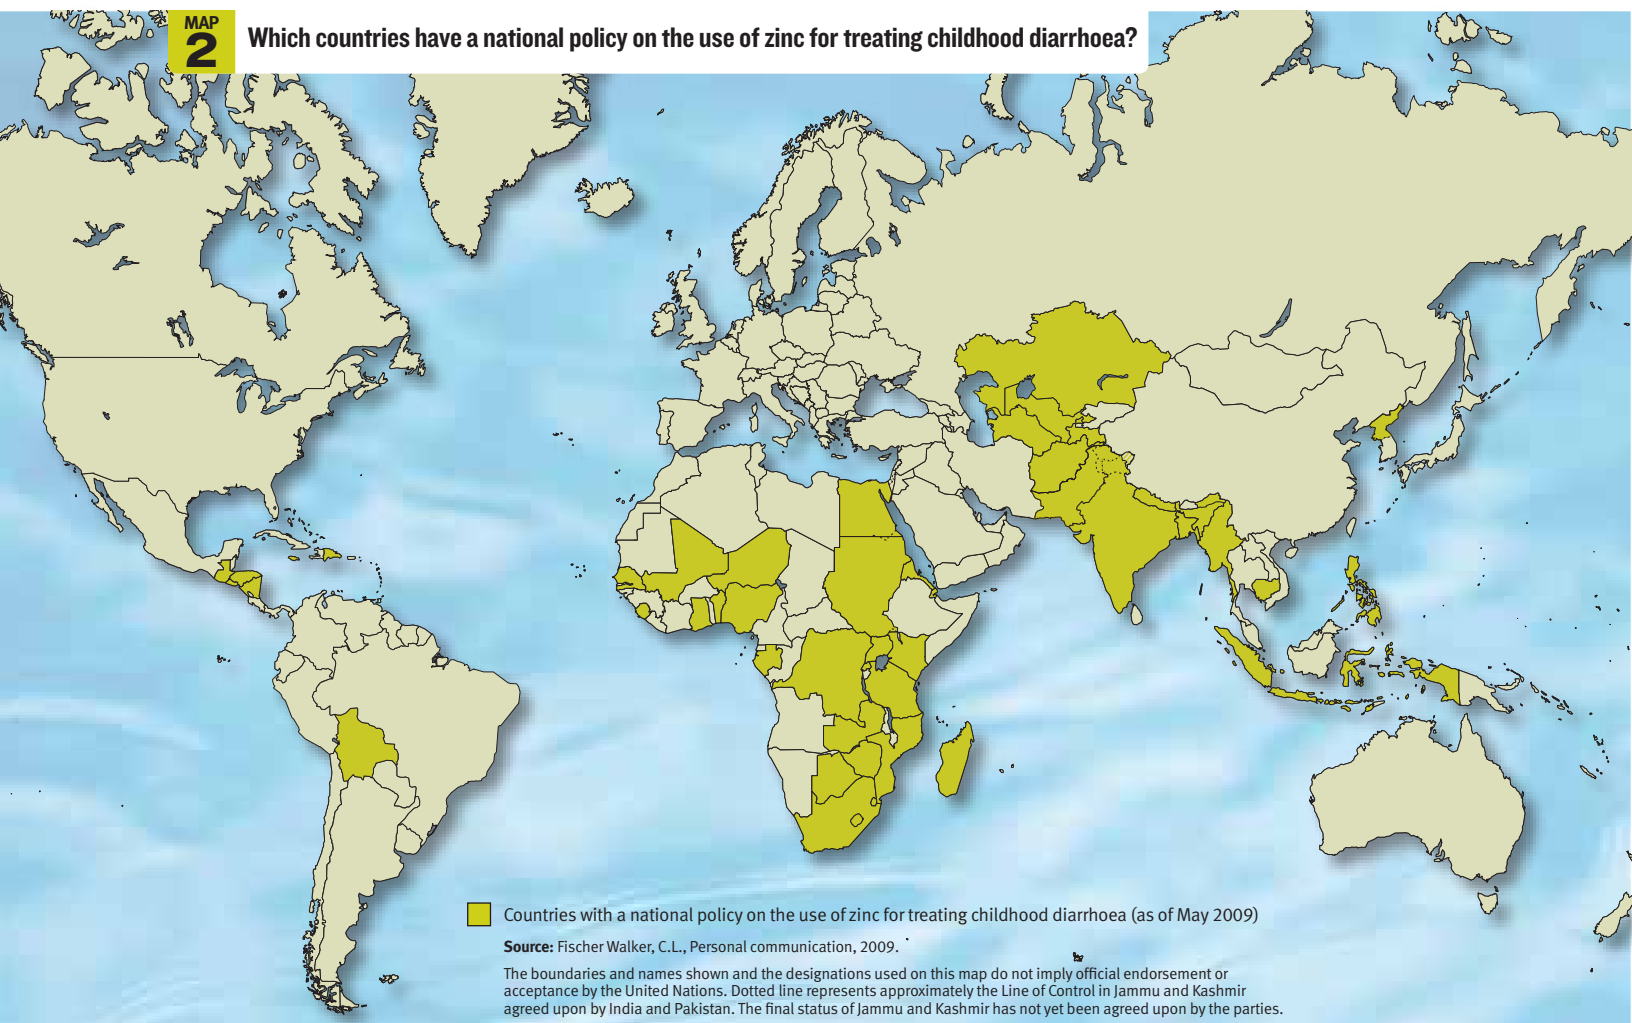 MAP
2
Which countries have a national policy on the use of zinc for treating childhood diarrhoea?
Countries with a national policy on the use of zinc for treating childhood diarrhoea (as of May 2009)
Source: Fischer Walker, C.L., Personal communication, 2009.
The boundaries and names shown and the designations used on this map do not imply official endorsement or
acceptance by the United Nations. Dotted line represents approximately the Line of Control in Jammu and Kashmir
agreed upon by India and Pakistan. The final status of Jammu and Kashmir has not yet been agreed upon by the parties.